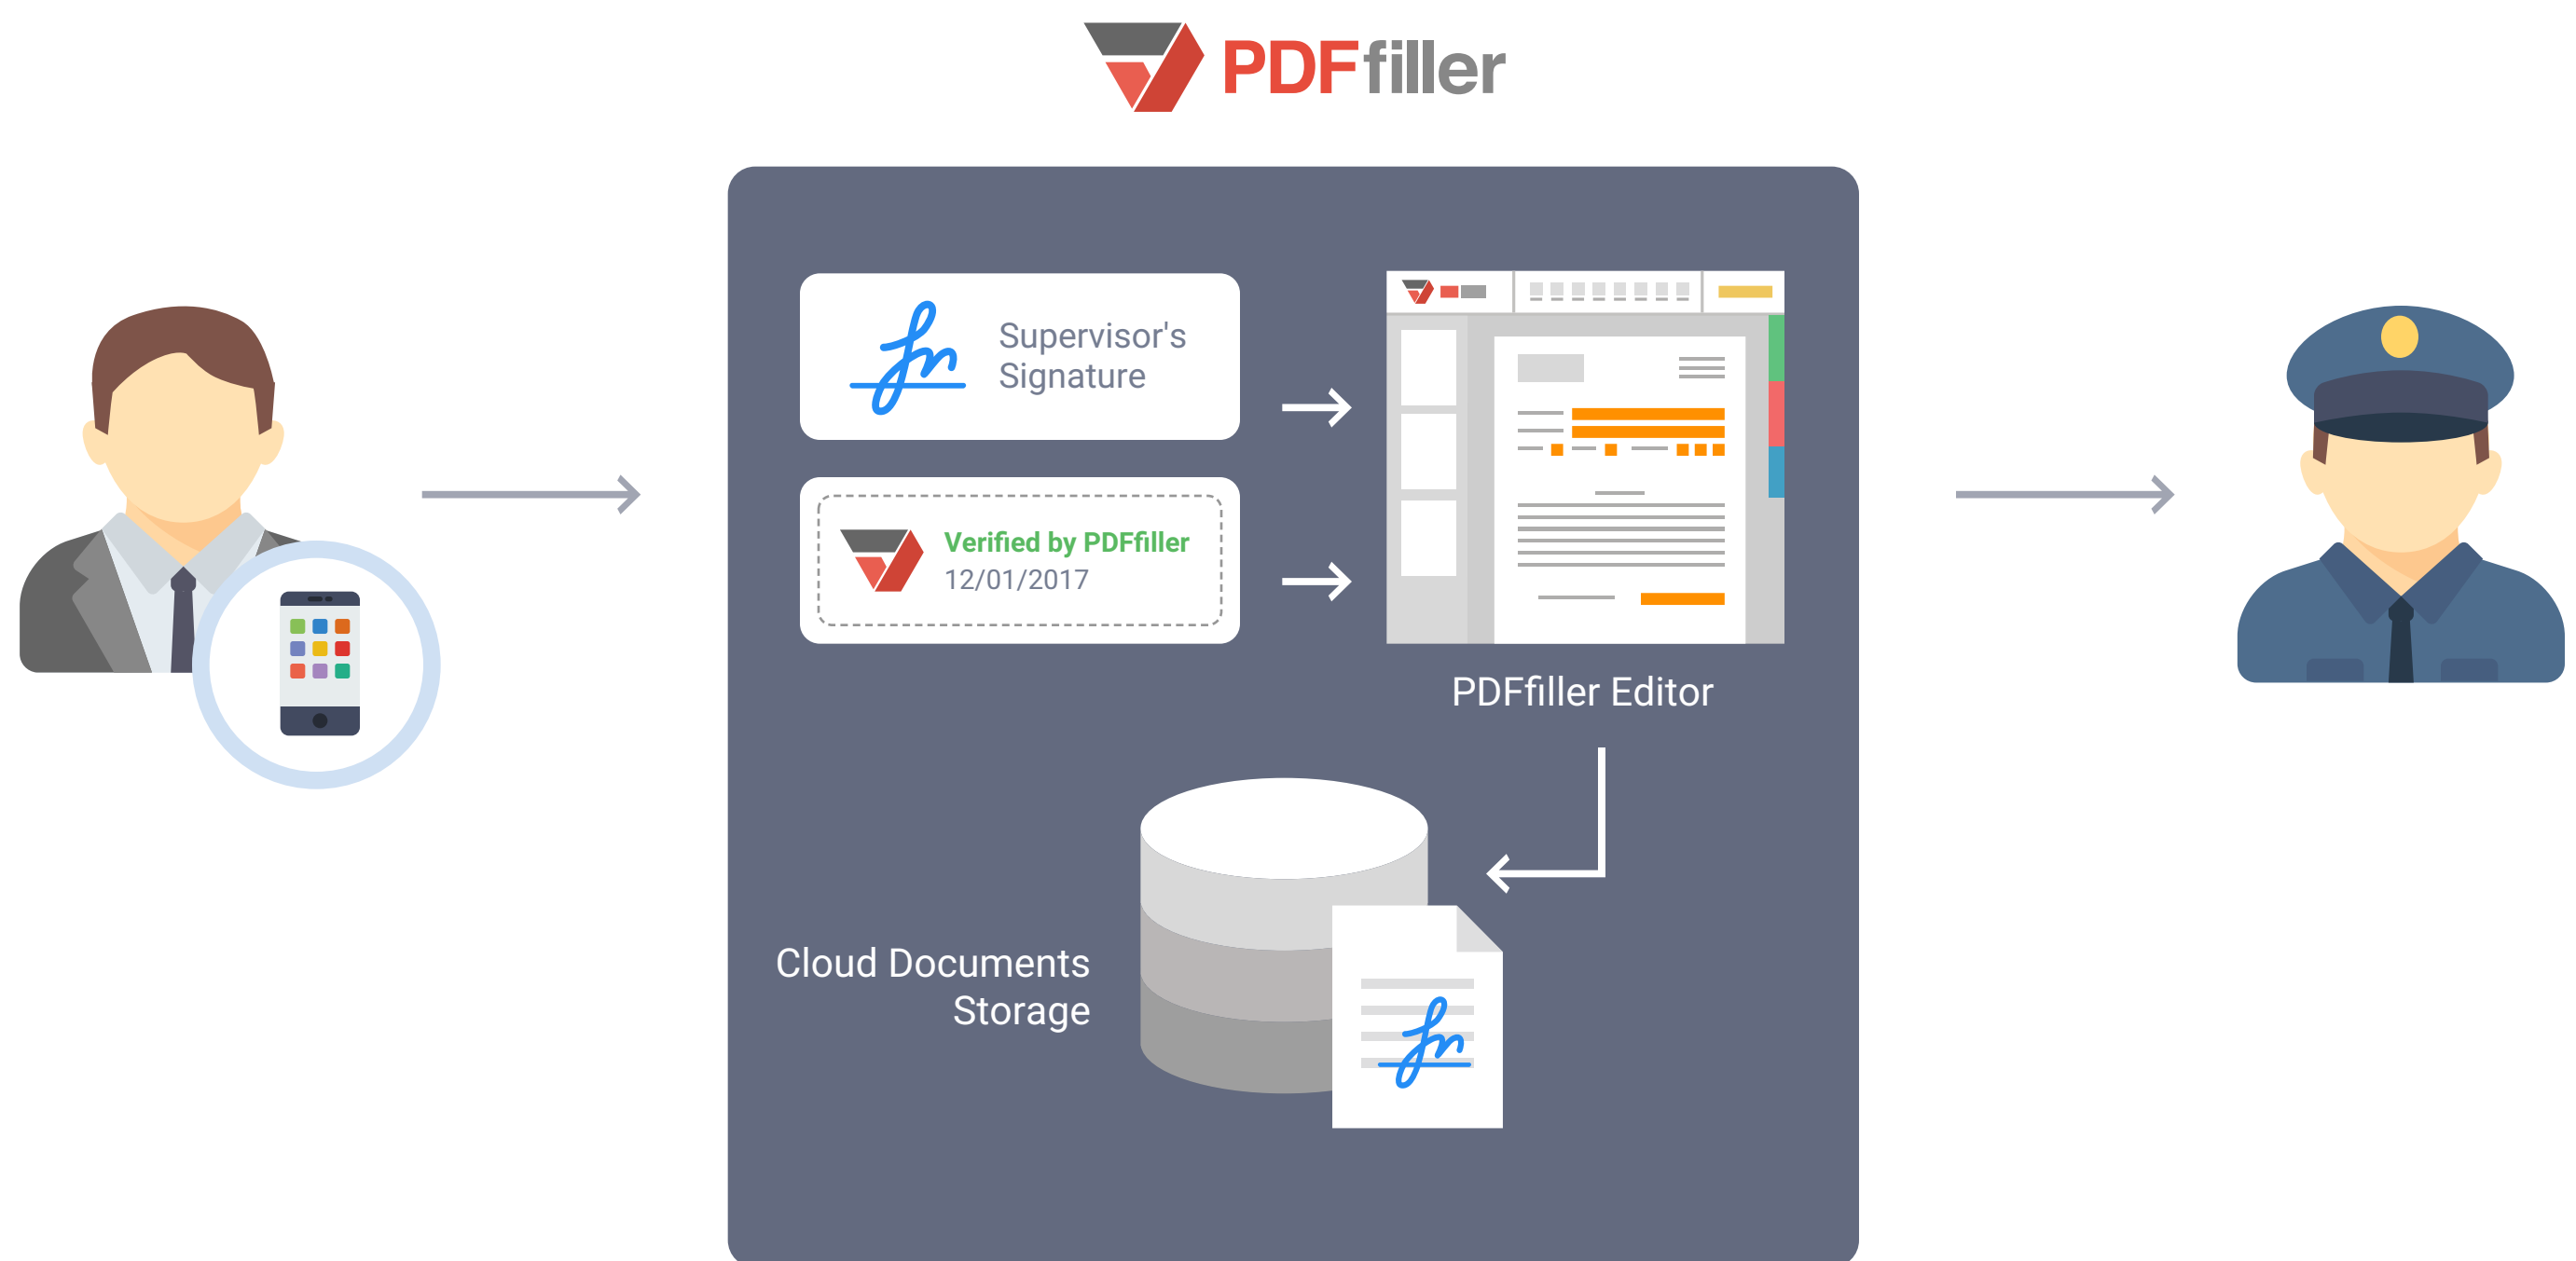 PDFfiller
Supervisor's
Signature
Verified by PDFfiller
12/01/2017
PDFfiller Editor
Cloud Documents
Storage